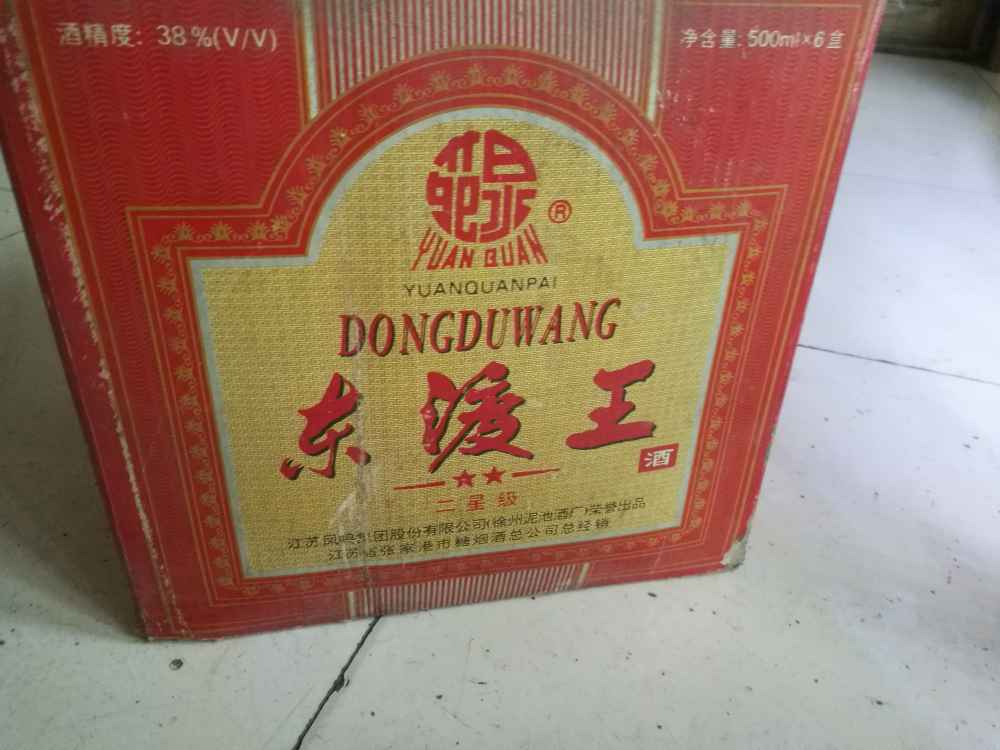 酒精度: 38%(V/V)
净含量: 500ml×6盒
YUAN QUAN
®
YUANQUANPAI
DONGDUWANG
东渡王
酒
二星级
江苏凤鸣集团股份有限公司(徐州泥池酒厂)荣誉出品
江苏省张家港市糖烟酒总公司总经销